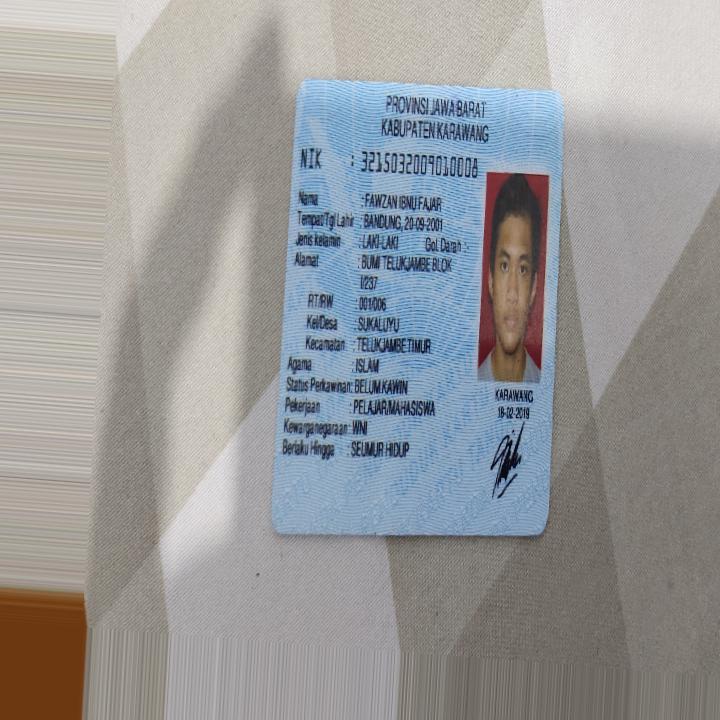 PROVINSI JAWA BARAT
KABUPATEN KARAWANG
NIK : 3215032009010008
Nama : FAWZAN IBNU FAJAR
Tempat/Tgl Lahir : BANDUNG, 20-09-2001
Jenis kelamin : LAKI-LAKI Gol. Darah :-
Alamat : BUMI TELUKJAMBE BLOK
I/237
RT/RW : 001/006
Kel/Desa : SUKALUYU
Kecamatan : TELUKJAMBE TIMUR
Agama : ISLAM
Status Perkawinan: BELUM KAWIN
Pekerjaan : PELAJAR/MAHASISWA
Kewarganegaraan: WNI
Berlaku Hingga : SEUMUR HIDUP
KARAWANG
18-02-2019